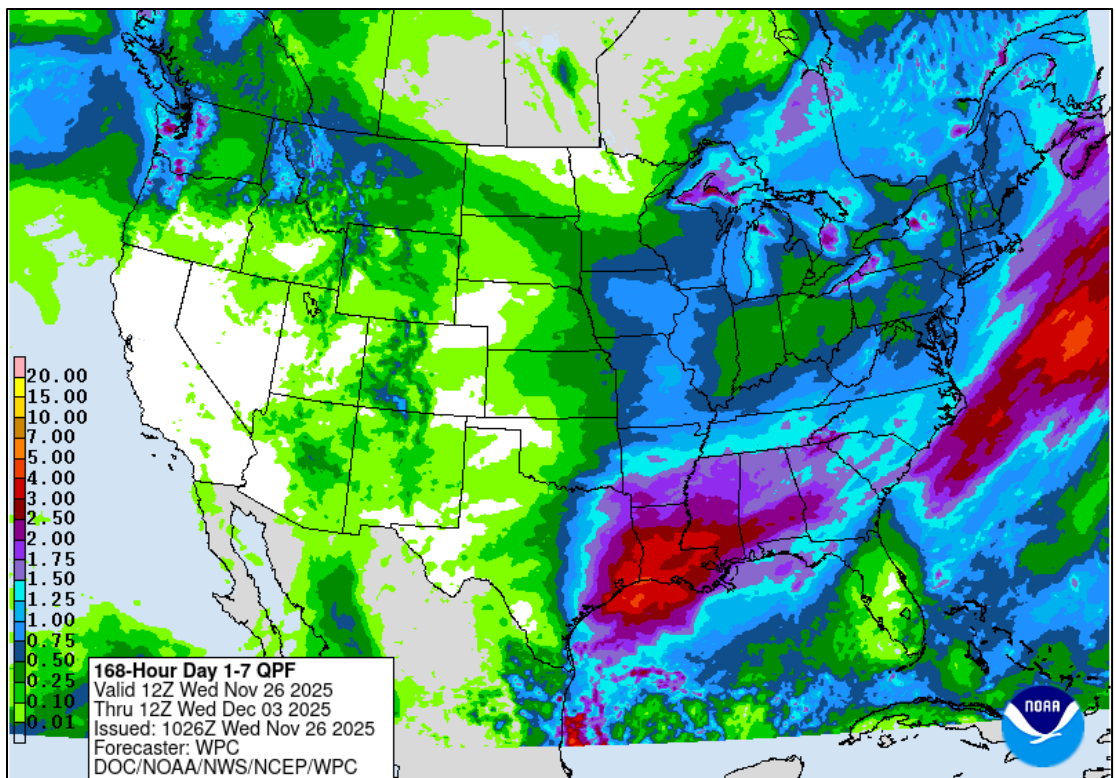 20.00
15.00
10.00
7.00
5.00
4.00
3.00
2.50
2.00
1.75
1.50
1.25
1.00
0.75
0.50
0.25
0.10
0.01
168-Hour Day 1-7 QPF
Valid 12Z Wed Nov 26 2025
Thru 12Z Wed Dec 03 2025
Issued: 1026Z Wed Nov 26 2025
Forecaster: WPC
DOC/NOAA/NWS/NCEP/WPC
NOAA